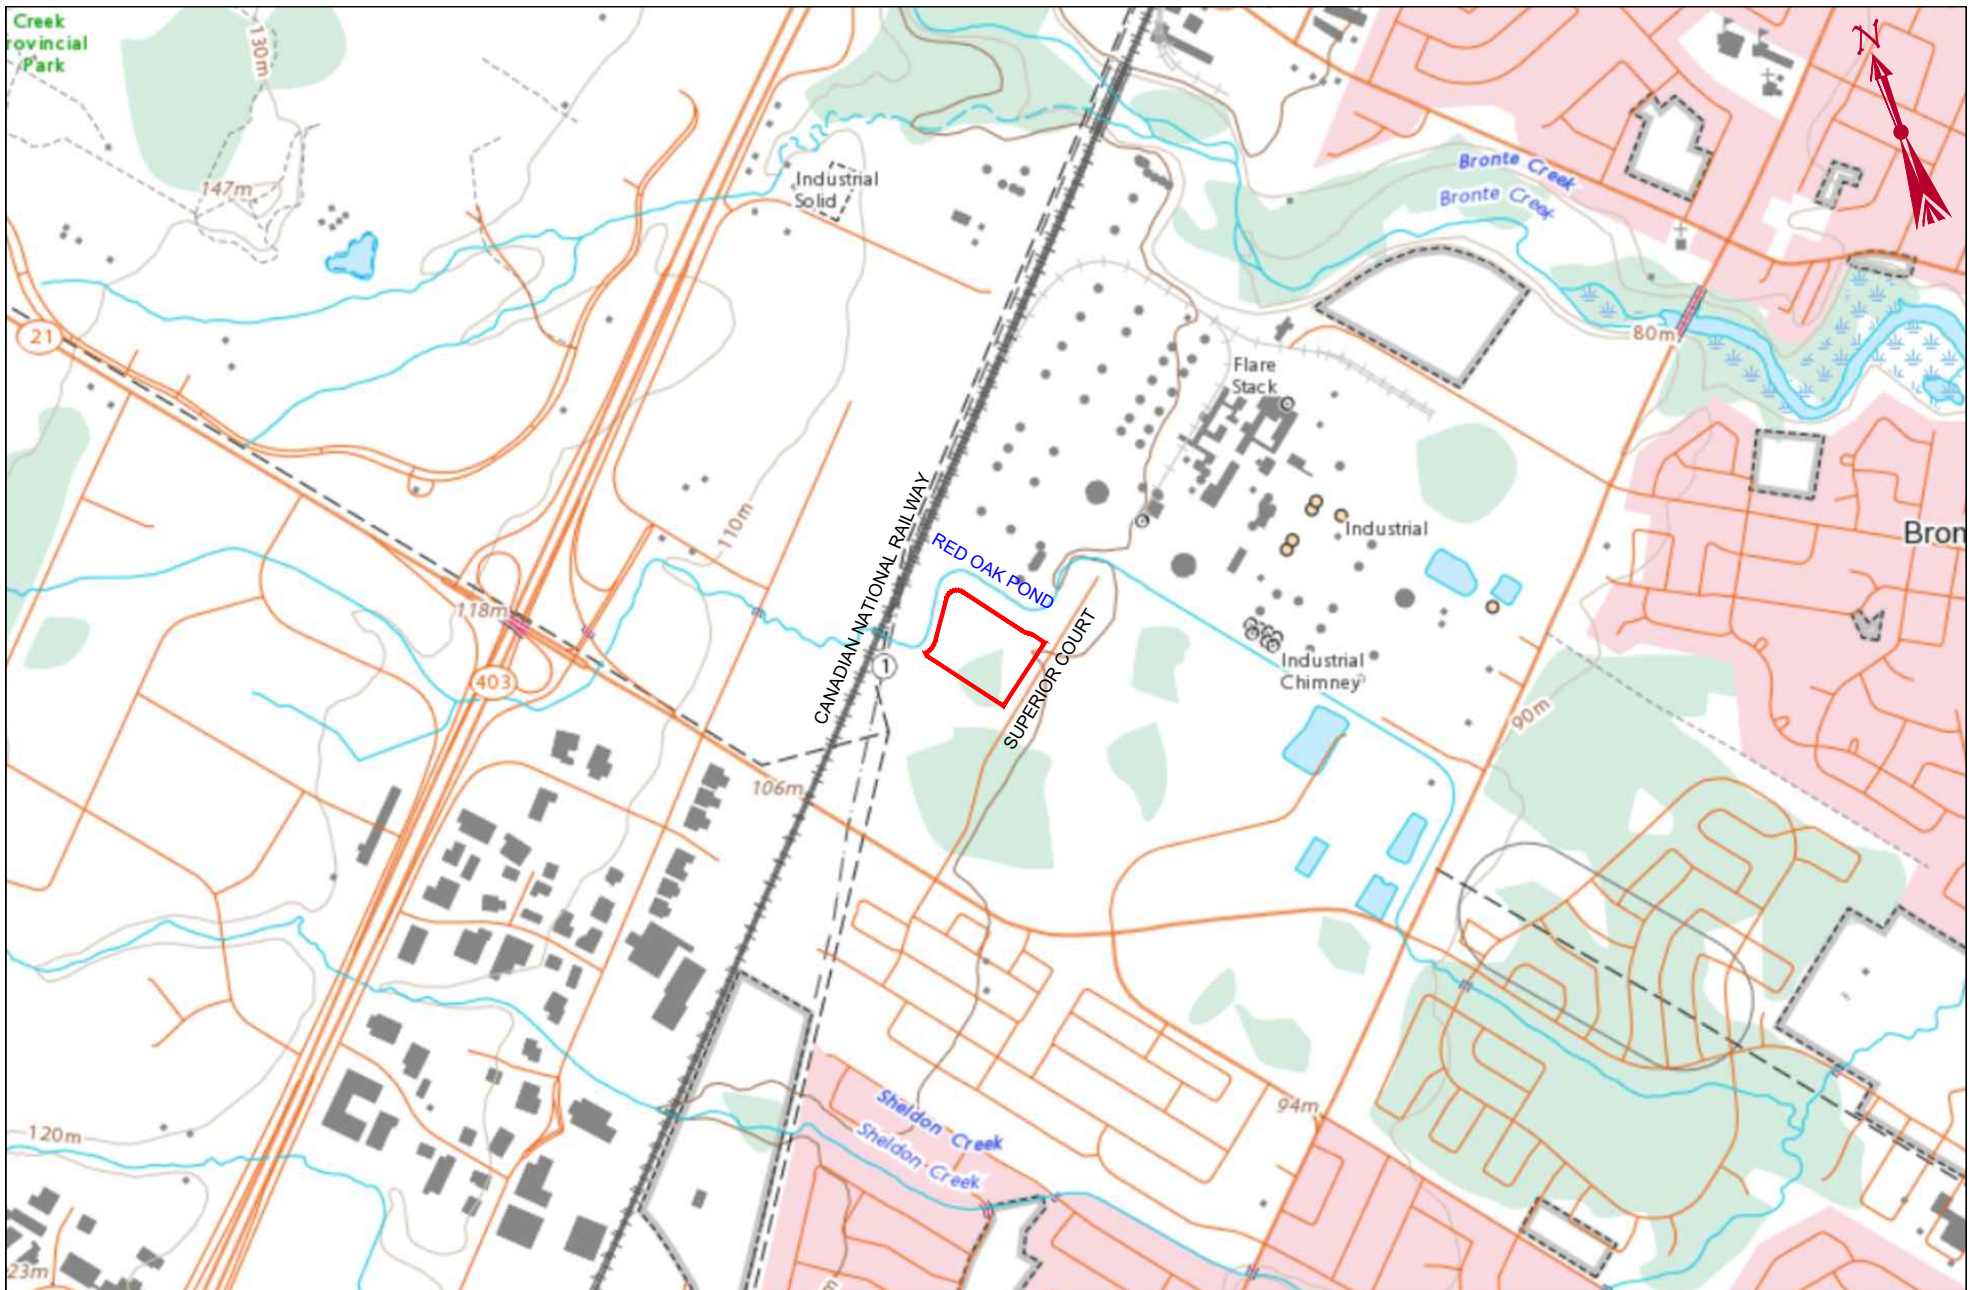 Creek
rovincial
Park
130m
N
Industrial
Solid
Bronte Creek
Bronte Creek
147m
21
80m
Flare
Stack
CANADIAN NATIONAL RAILWAY
110m
Industrial
Bron
RED OAK POND
118m
403
1
SUPERIOR COURT
Industrial
Chimney
90m
106m
Sheldon Creek
Sheldon Creek
94m
120m
23m